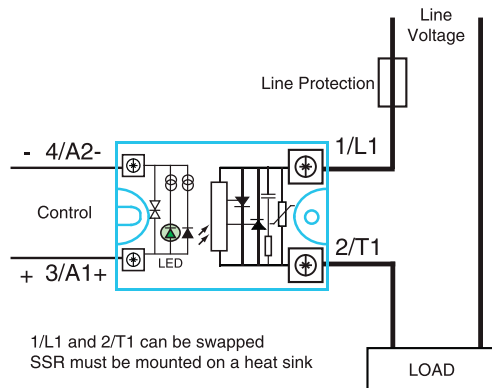 Line
Voltage
Line Protection
1/L1
- 4/A2-
Control
LED
+ 3/A1+
2/T1
1/L1 and 2/T1 can be swapped
SSR must be mounted on a heat sink
LOAD